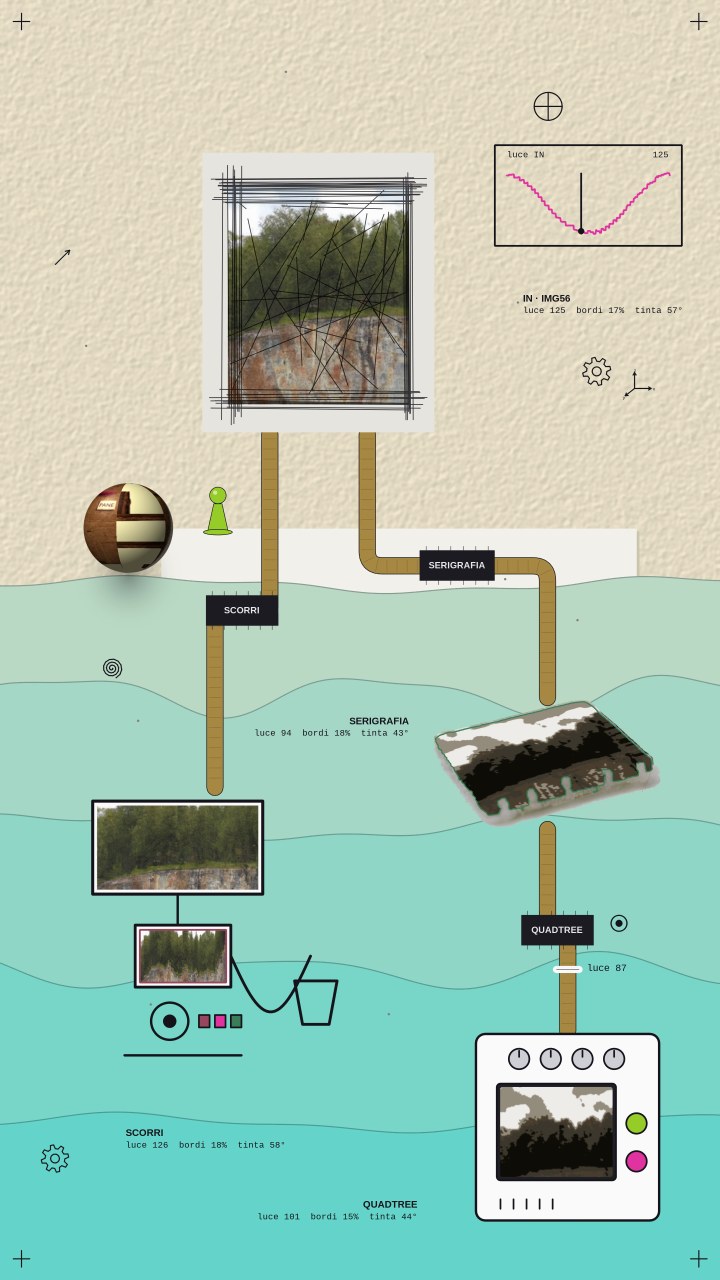 luce IN 125
IN · IMG56
luce 125 bordi 17% tinta 57°
SERIGRAFIA
SCORRI
SERIGRAFIA
luce 94 bordi 18% tinta 43°
QUADTREE
luce 87
SCORRI
luce 126 bordi 18% tinta 58°
QUADTREE
luce 101 bordi 15% tinta 44°